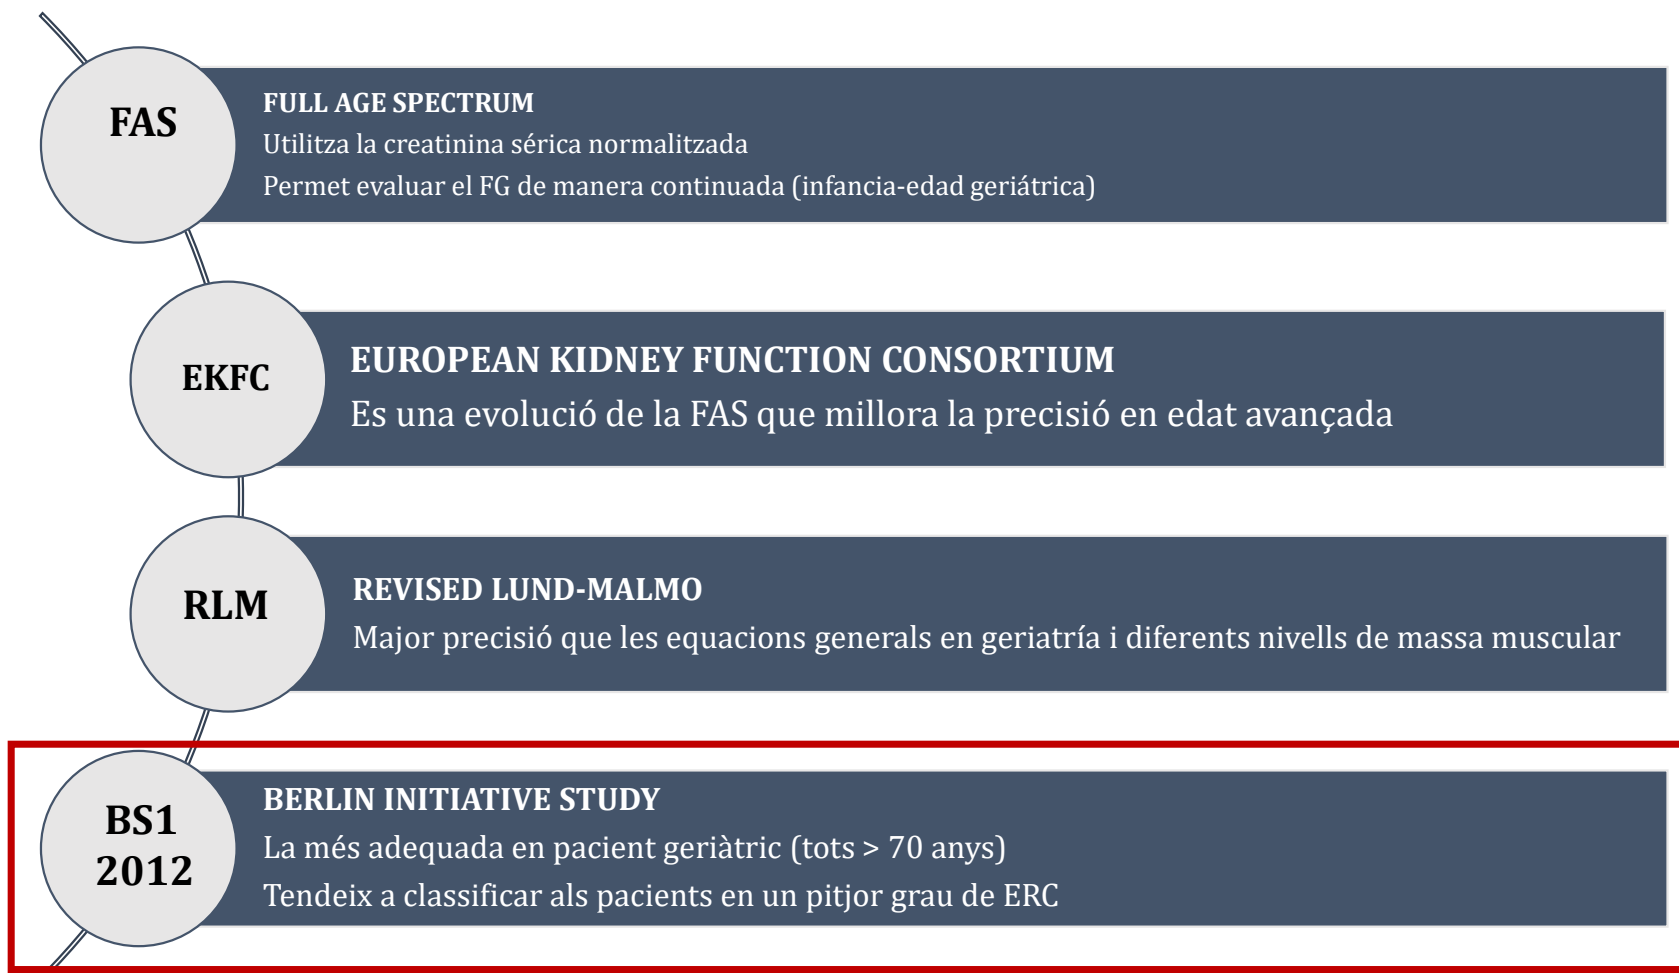 FAS
FULL AGE SPECTRUM
Utilitza la creatinina sérica normalitzada
Permet evaluar el FG de manera continuada (infancia-edad geriátrica)
EKFC
EUROPEAN KIDNEY FUNCTION CONSORTIUM
Es una evolució de la FAS que millora la precisió en edat avançada
RLM
REVISED LUND-MALMO
Major precisió que les equacions generals en geriatría i diferents nivells de massa muscular
BS1
2012
BERLIN INITIATIVE STUDY
La més adequada en pacient geriàtric (tots > 70 anys)
Tendeix a classificar als pacients en un pitjor grau de ERC